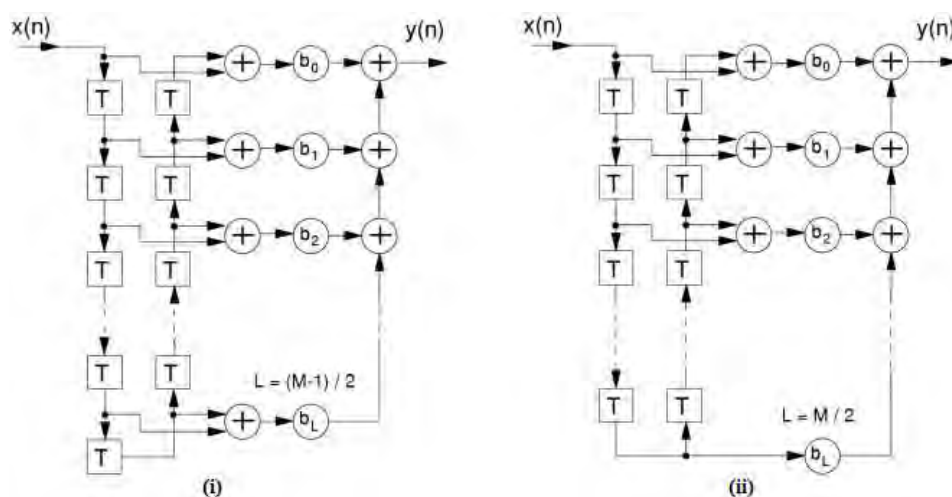 x(n) y(n) x(n) y(n)
+ b0 + + b0 +
T T T T
+ b1 + + b1 +
T T T T
+ b2 + + b2 +
T T T T
T T L = (M-1) / 2 T T L = M / 2
+ bL
T bL
(i) (ii)